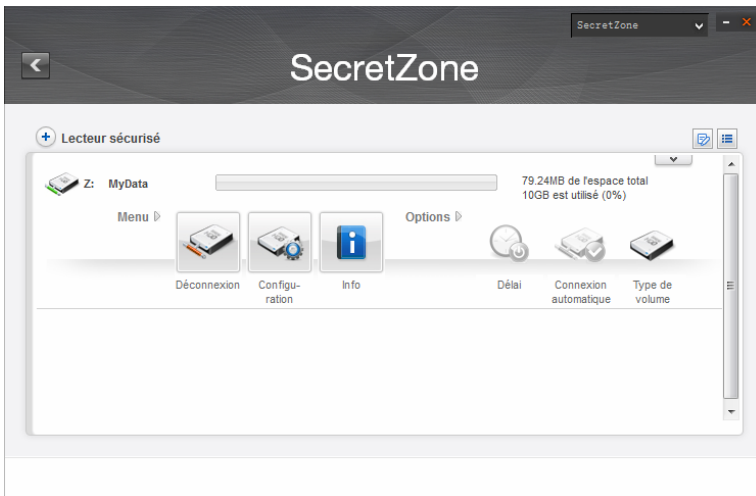 SecretZone
SecretZone
Lecteur sécurisé
Z: MyData
79.24MB de l'espace total
10GB est utilisé (0%)
Menu
Options
Déconnexion
Configu-
ration
Info
Délai
Connexion
automatique
Type de
volume